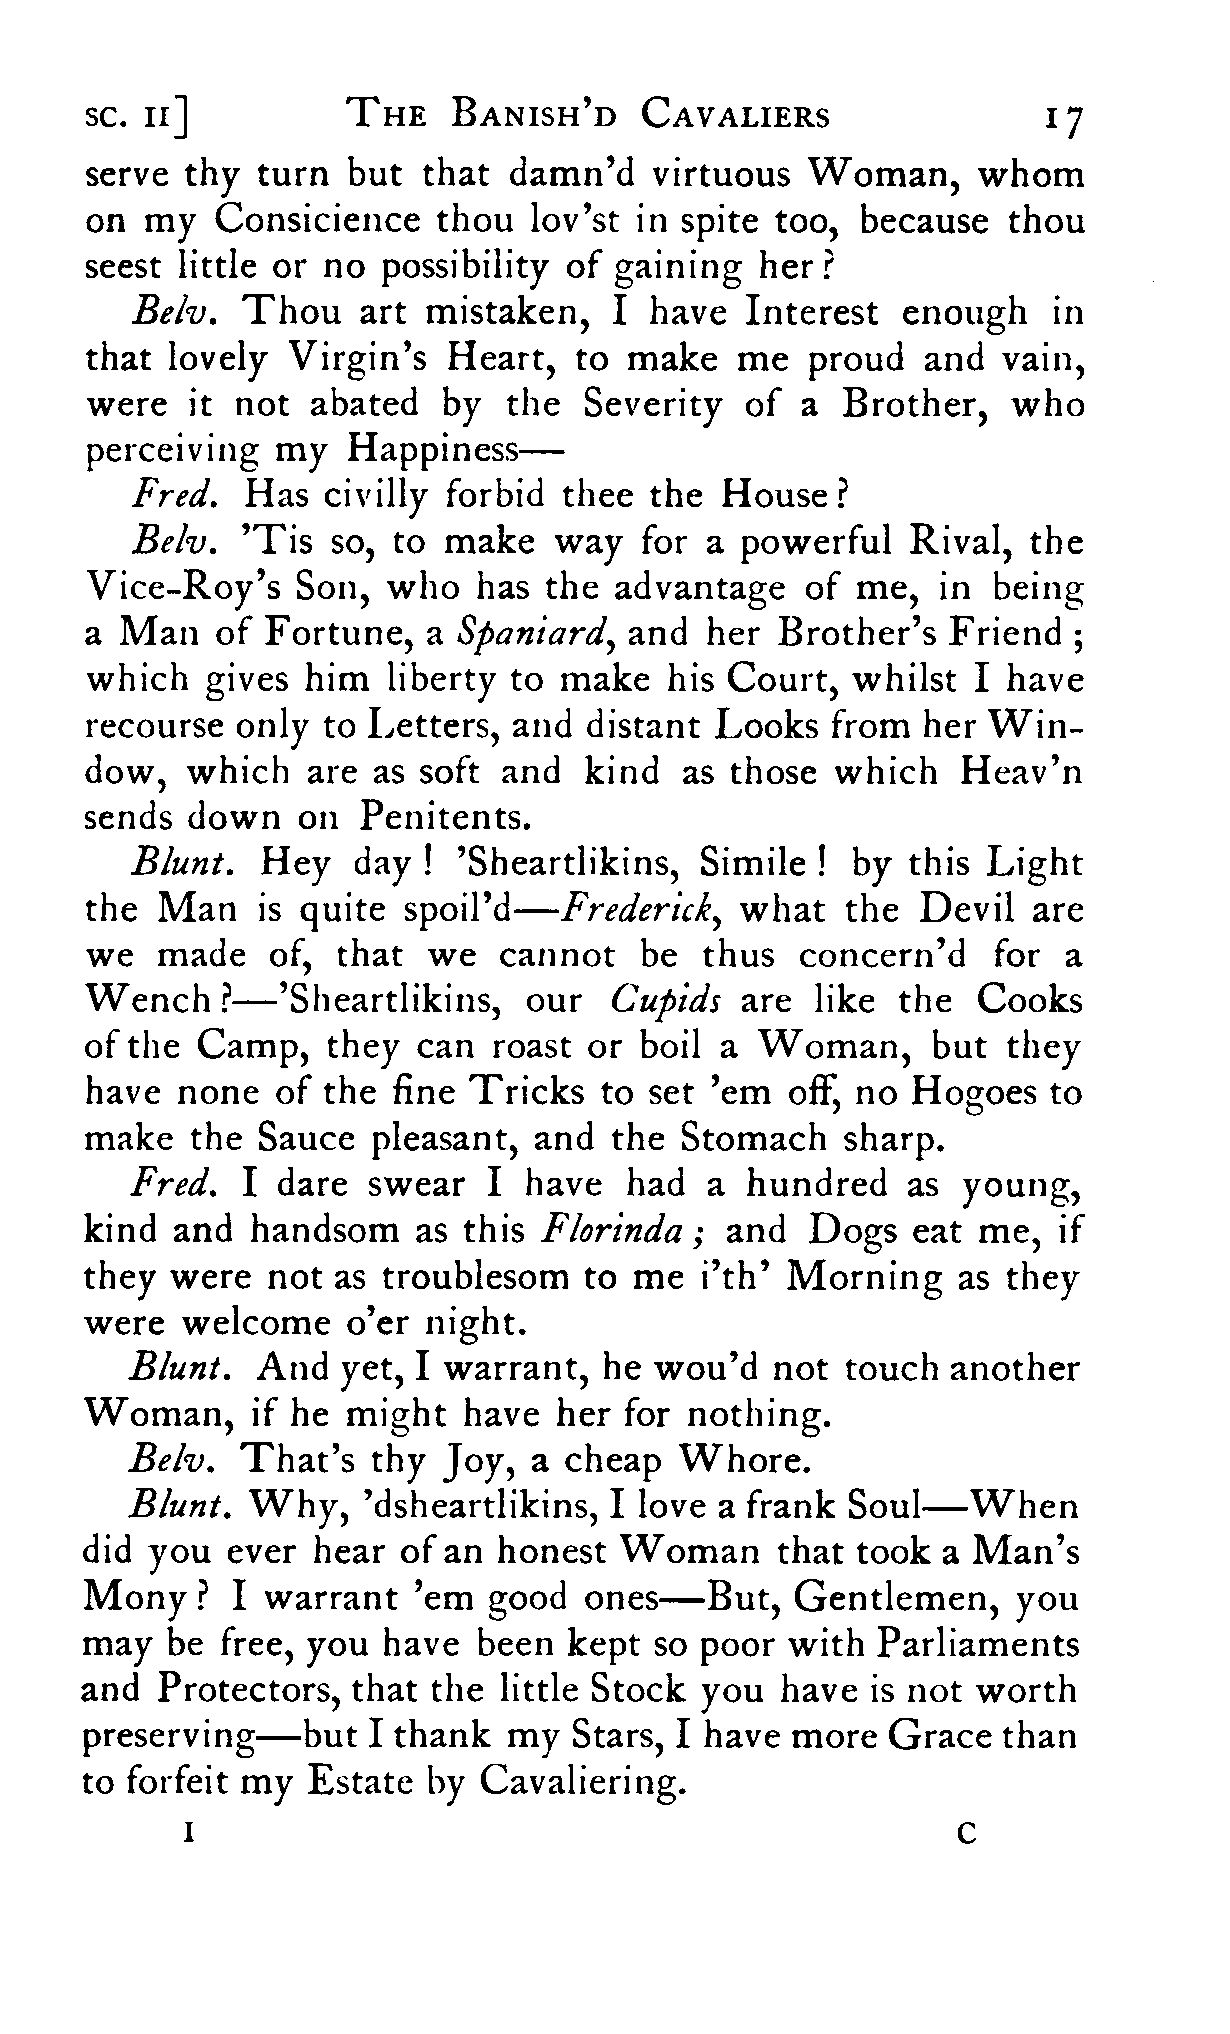 SC. II] THE BANISH'D CAVALIERS 17
serve thy turn but that damn'd virtuous Woman, whom
on my Consicience thou lov'st in spite too, because thou
seest little or no possibility of gaining her ?
Belv. Thou art mistaken, I have Interest enough in
that lovely Virgin's Heart, to make me proud and vain,
were it not abated by the Severity of a Brother, who
perceiving my Happiness—
Fred. Has civilly forbid thee the House ?
Belv. 'Tis so, to make way for a powerful Rival, the
Vice-Roy's Son, who has the advantage of me, in being
a Man of Fortune, a Spaniard, and her Brother's Friend ;
which gives him liberty to make his Court, whilst I have
recourse only to Letters, and distant Looks from her Win-
dow, which are as soft and kind as those which Heav'n
sends down on Penitents.
Blunt. Hey day ! 'Sheartlikins, Simile ! by this Light
the Man is quite spoil'd—Frederick, what the Devil are
we made of, that we cannot be thus concern'd for a
Wench ?—'Sheartlikins, our Cupids are like the Cooks
of the Camp, they can roast or boil a Woman, but they
have none of the fine Tricks to set 'em off, no Hogoes to
make the Sauce pleasant, and the Stomach sharp.
Fred. I dare swear I have had a hundred as young,
kind and handsom as this Florinda ; and Dogs eat me, if
they were not as troublesom to me i'th' Morning as they
were welcome o'er night.
Blunt. And yet, I warrant, he wou'd not touch another
Woman, if he might have her for nothing.
Belv. That's thy Joy, a cheap Whore.
Blunt. Why, 'dsheartlikins, I love a frank Soul—When
did you ever hear of an honest Woman that took a Man's
Mony ? I warrant 'em good ones—But, Gentlemen, you
may be free, you have been kept so poor with Parliaments
and Protectors, that the little Stock you have is not worth
preserving—but I thank my Stars, I have more Grace than
to forfeit my Estate by Cavaliering.
I C